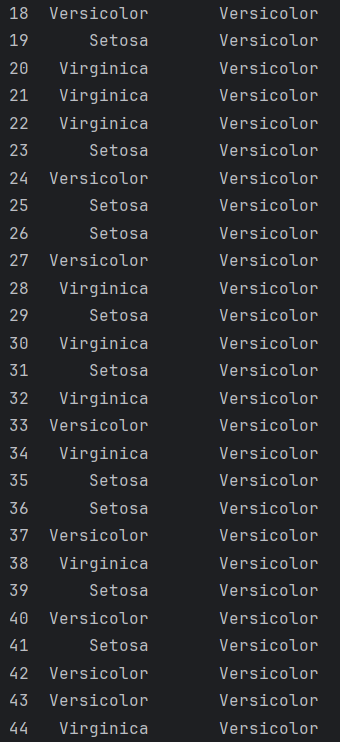 18 Versicolor Versicolor
19 Setosa Versicolor
20 Virginica Versicolor
21 Virginica Versicolor
22 Virginica Versicolor
23 Setosa Versicolor
24 Versicolor Versicolor
25 Setosa Versicolor
26 Setosa Versicolor
27 Versicolor Versicolor
28 Virginica Versicolor
29 Setosa Versicolor
30 Virginica Versicolor
31 Setosa Versicolor
32 Virginica Versicolor
33 Versicolor Versicolor
34 Virginica Versicolor
35 Setosa Versicolor
36 Setosa Versicolor
37 Versicolor Versicolor
38 Virginica Versicolor
39 Setosa Versicolor
40 Versicolor Versicolor
41 Setosa Versicolor
42 Versicolor Versicolor
43 Versicolor Versicolor
44 Virginica Versicolor